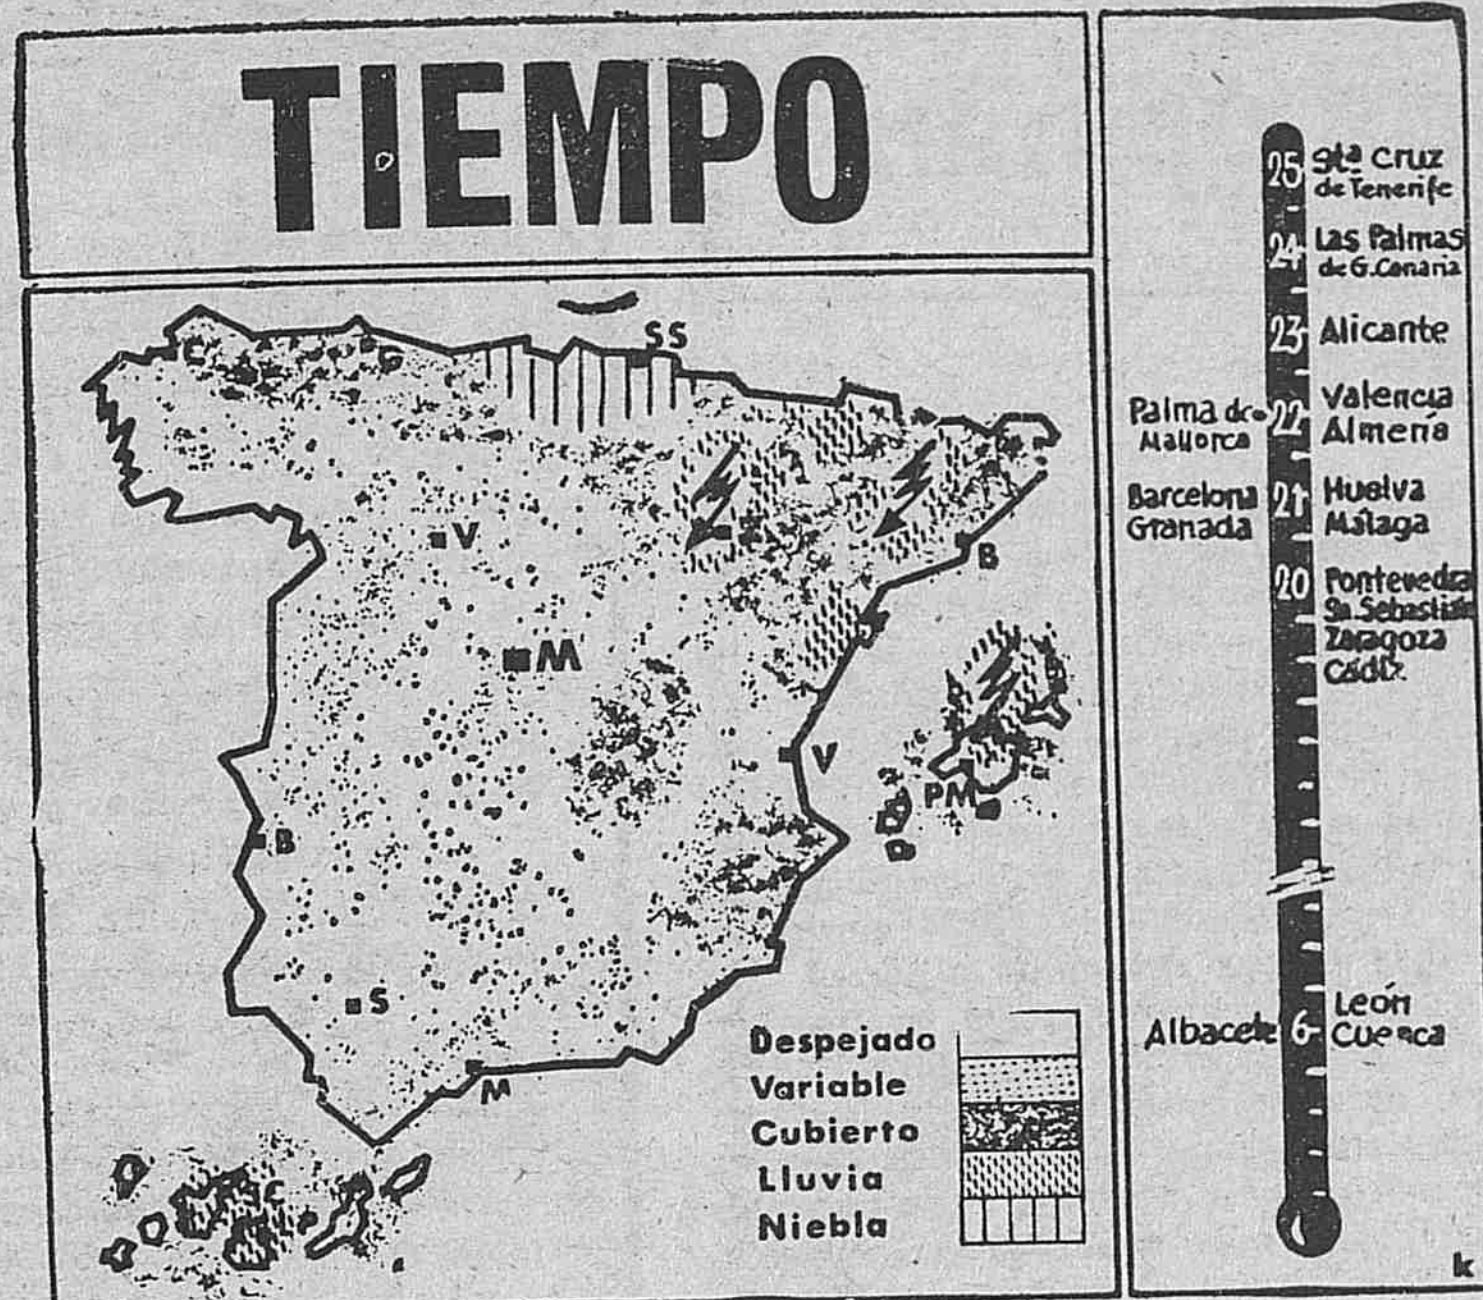 TIEMPO
C
G
SS
V
B
M
V
PM
B
S
M
C
Despejado
Variable
Cubierto
Lluvia
Niebla
25 Sta Cruz
de Tenerife
24 Las Palmas
de G. Canaria
23 Alicante
Palma de
Mallorca
22 Valencia
Almería
Barcelona
Granada
21 Huelva
Málaga
20 Pontevedra
Sn. Sebastián
Zaragoza
Cádiz
Albacete 6 León
Cuenca
k